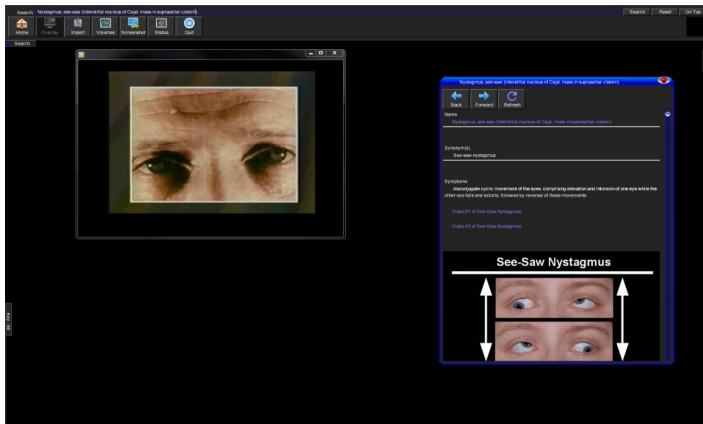 Search Nystagmus, see-saw (Interstitial nucleus of Cajal, mass in suprasellar cistern) Search Reset On Top
Home Overlay Import Volumes Screenshot Status Quit
Search
X
Nystagmus, see-saw (Interstitial nucleus of Cajal, mass in suprasellar cistern)
Back Forward Refresh
Name
Nystagmus, see-saw (Interstitial nucleus of Cajal, mass in suprasellar cistern)
Synonym(s)
See-saw nystagmus
Symptoms
disconjugate cyclic movement of the eyes, comprising elevation and intorsion of one eye while the
other eye falls and extorts, followed by reversal of these movements
Video #1 of See-Saw Nystagmus
Video #2 of See-Saw Nystagmus
See-Saw Nystagmus